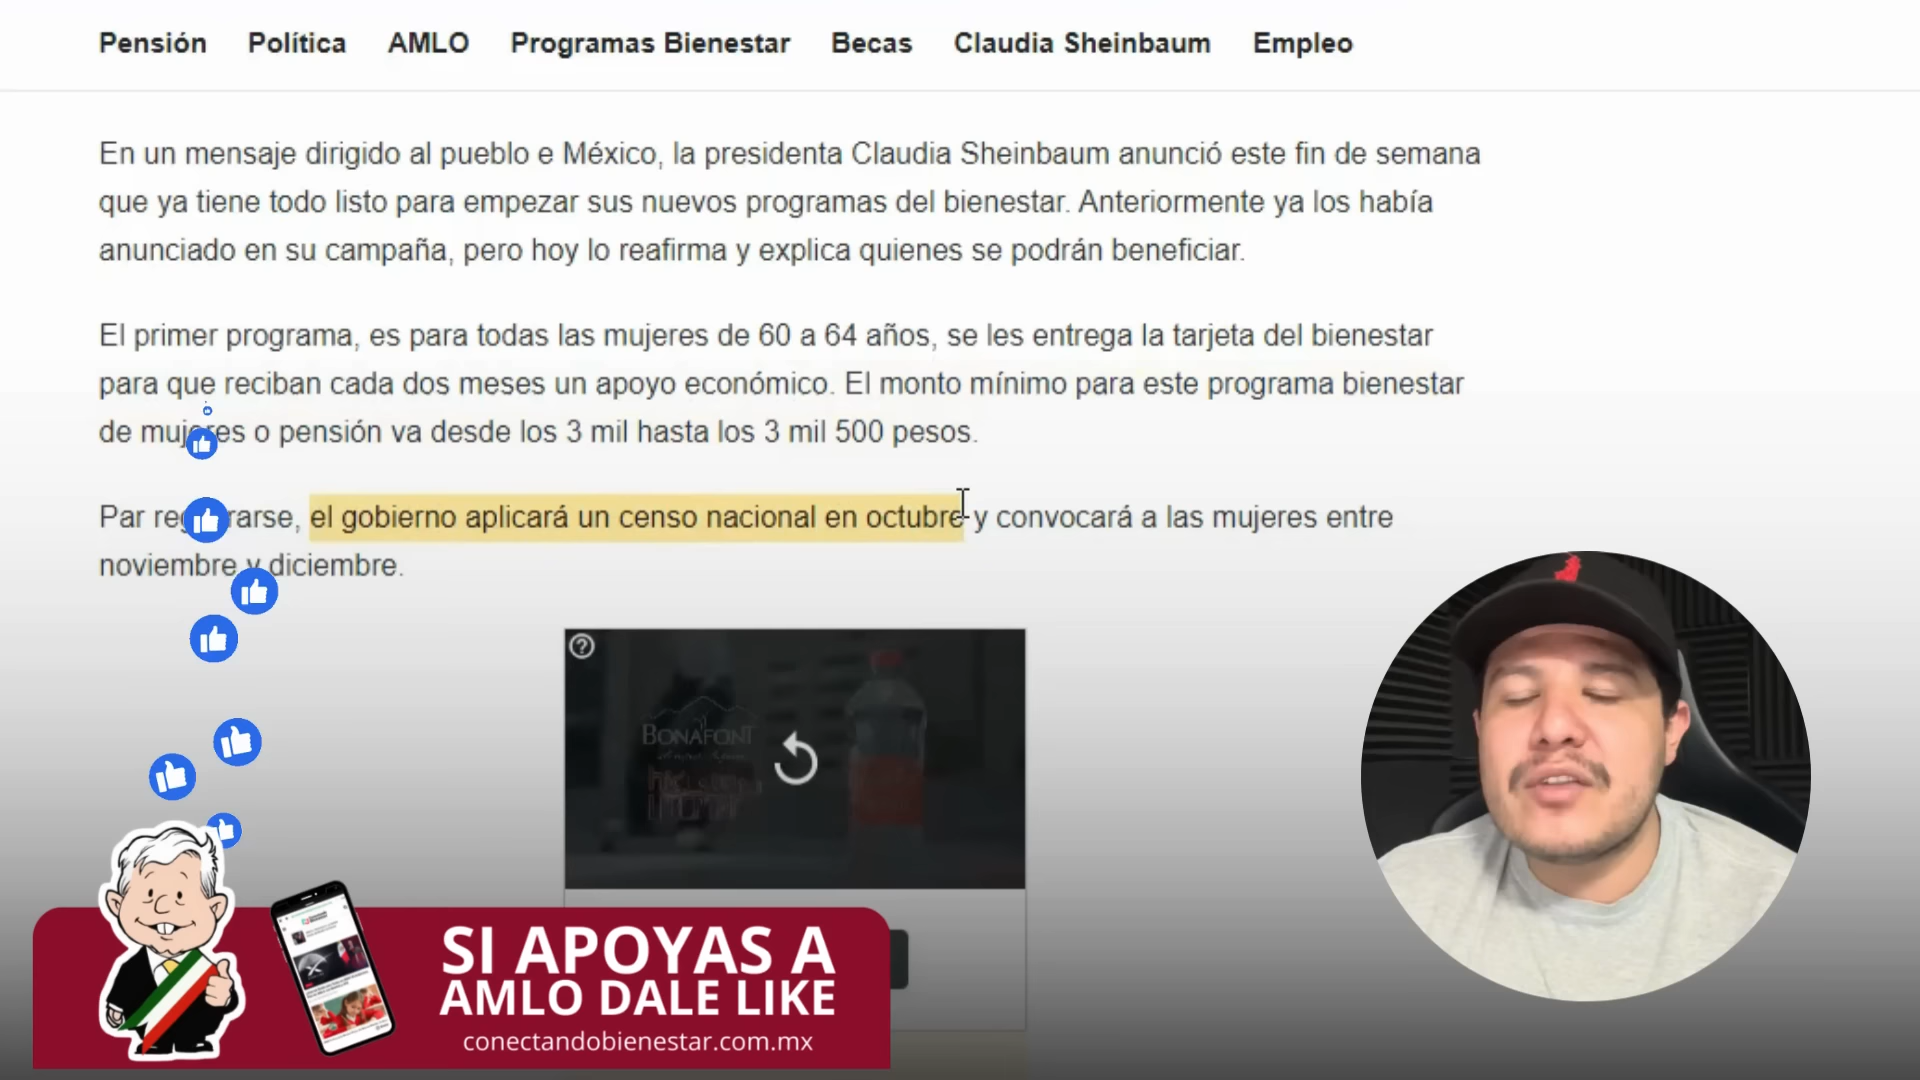 Pensión Política AMLO Programas Bienestar Becas Claudia Sheinbaum Empleo
En un mensaje dirigido al pueblo e México, la presidenta Claudia Sheinbaum anunció este fin de semana
que ya tiene todo listo para empezar sus nuevos programas del bienestar. Anteriormente ya los había
anunciado en su campaña, pero hoy lo reafirma y explica quienes se podrán beneficiar.
El primer programa, es para todas las mujeres de 60 a 64 años, se les entrega la tarjeta del bienestar
para que reciban cada dos meses un apoyo económico. El monto mínimo para este programa bienestar
de mujeres o pensión va desde los 3 mil hasta los 3 mil 500 pesos.
Par registrarse, el gobierno aplicará un censo nacional en octubre y convocará a las mujeres entre
noviembre y diciembre.
BONAFONT
SI APOYAS A
AMLO DALE LIKE
conectandobienestar.com.mx